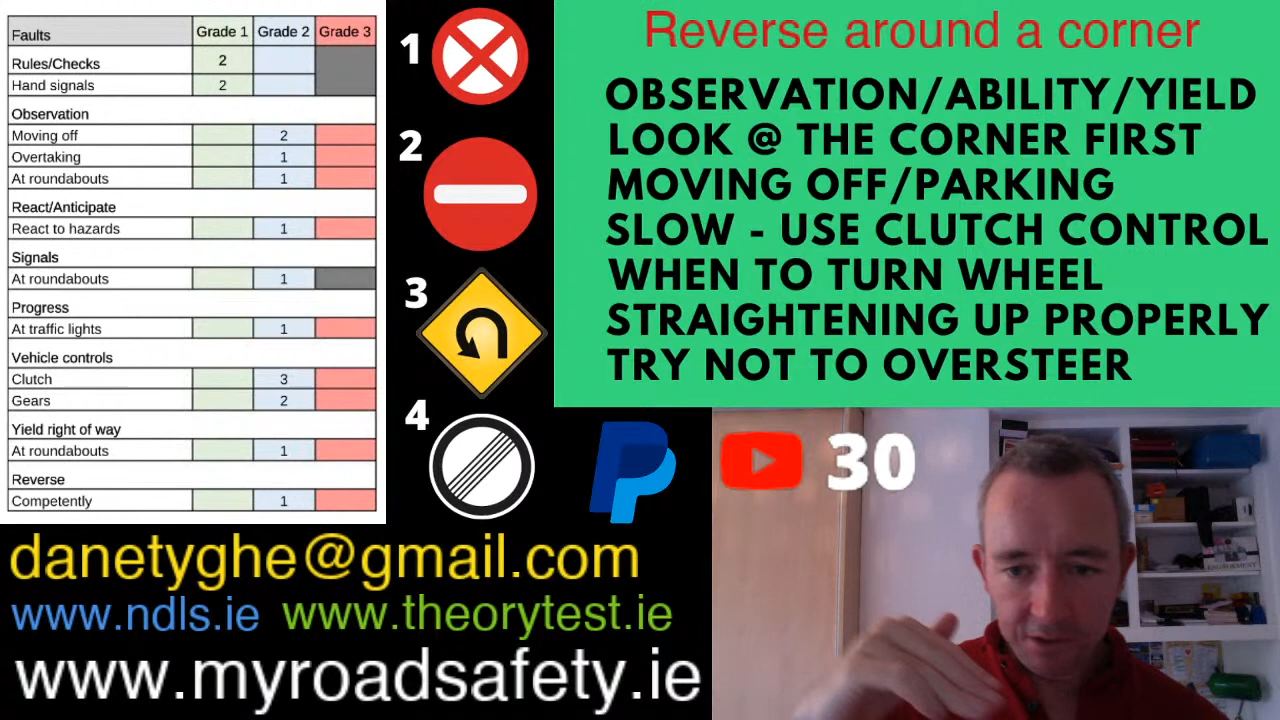 Faults Grade 1 Grade 2 Grade 3
Rules/Checks 2
Hand signals 2
Observation
Moving off 2
Overtaking 1
At roundabouts 1
React/Anticipate
React to hazards 1
Signals
At roundabouts 1
Progress
At traffic lights 1
Vehicle controls
Clutch 3
Gears 2
Yield right of way
At roundabouts 1
Reverse
Competently 1
1
2
3
4
Reverse around a corner
OBSERVATION/ABILITY/YIELD
LOOK @ THE CORNER FIRST
MOVING OFF/PARKING
SLOW - USE CLUTCH CONTROL
WHEN TO TURN WHEEL
STRAIGHTENING UP PROPERLY
TRY NOT TO OVERSTEER
30
danetyghe@gmail.com
www.ndls.ie www.theorytest.ie
www.myroadsafety.ie